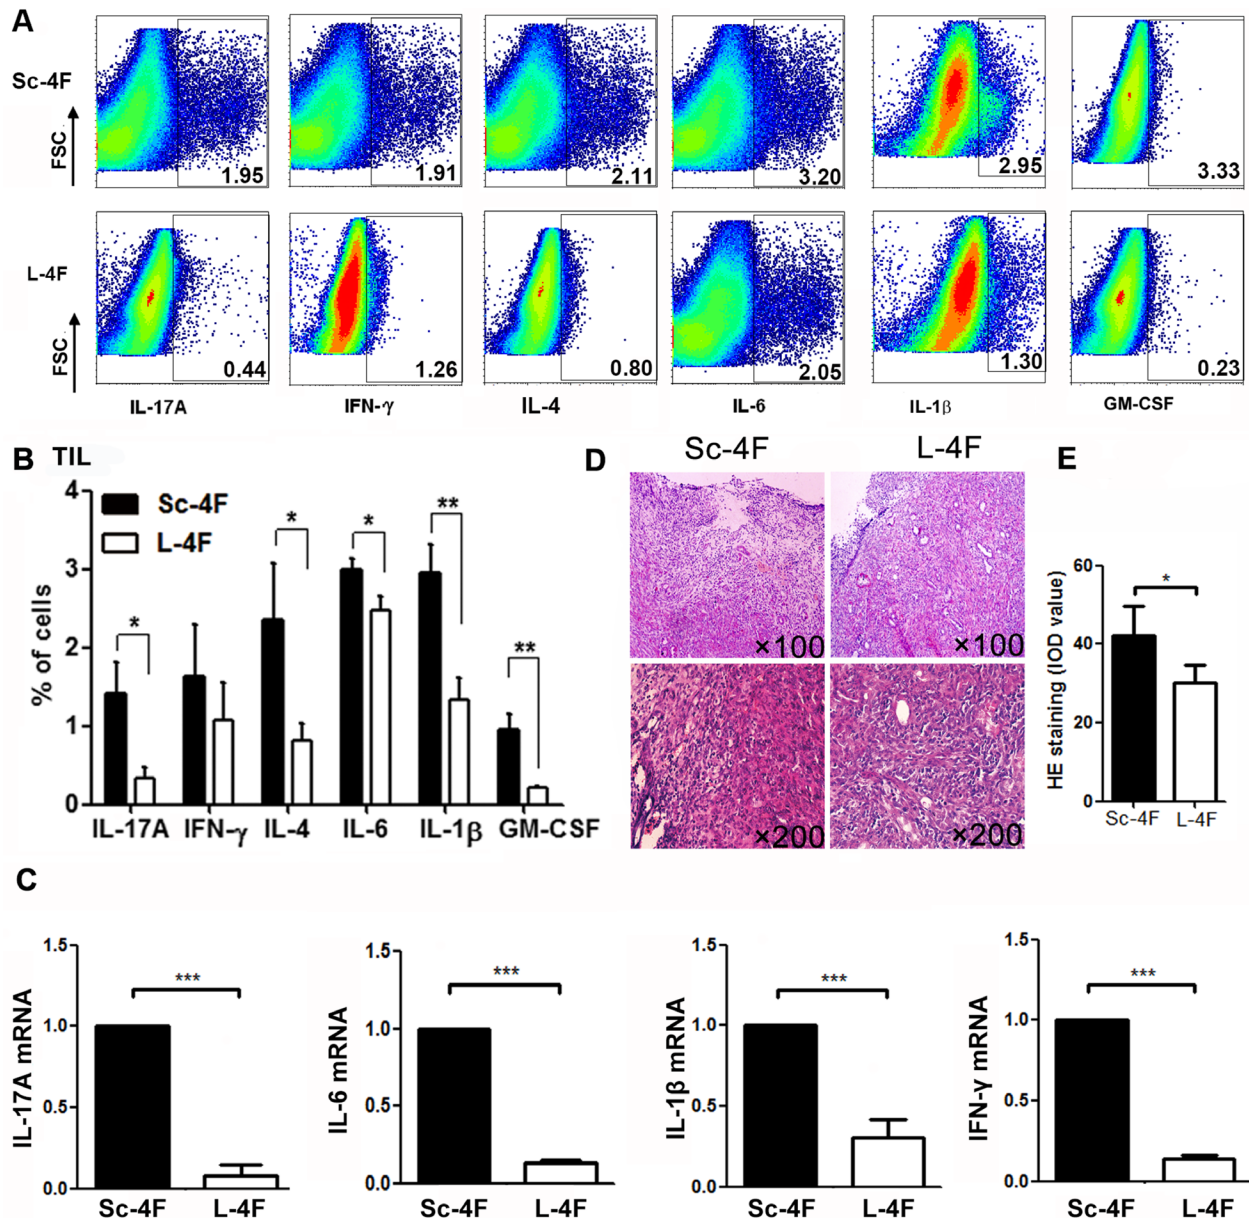 A
Sc-4F
FSC
1.95
1.91
2.11
3.20
2.95
3.33
L-4F
FSC
0.44
1.26
0.80
2.05
1.30
0.23
IL-17A
IFN-γ
IL-4
IL-6
IL-1β
GM-CSF
B TIL
% of cells
4
3
2
1
0
Sc-4F
L-4F
*
*
*
**
**
IL-17A IFN-γ IL-4 IL-6 IL-1β GM-CSF
D
Sc-4F L-4F
×100 ×100
×200 ×200
E
HE staining (IOD value)
60
40
20
0
*
Sc-4F L-4F
C
IL-17A mRNA
1.5
1.0
0.5
0.0
***
Sc-4F L-4F
IL-6 mRNA
1.5
1.0
0.5
0.0
***
Sc-4F L-4F
IL-1β mRNA
1.5
1.0
0.5
0.0
***
Sc-4F L-4F
IFN-γ mRNA
1.5
1.0
0.5
0.0
***
Sc-4F L-4F